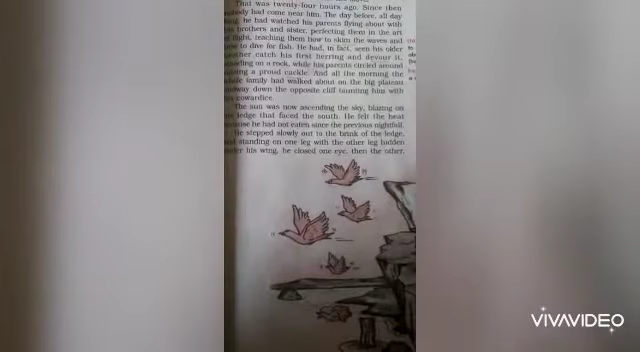 That was twenty-four hours ago. Since then
nobody had come near him. The day before, all day
long, he had watched his parents flying about with
his brothers and sister, perfecting them in the art
of flight, teaching them how to skim the waves and
how to dive for fish. He had, in fact, seen his older
brother catch his first herring and devour it,
standing on a rock, while his parents circled around
raising a proud cackle. And all the morning the
whole family had walked about on the big plateau
midway down the opposite cliff taunting him with
his cowardice.
The sun was now ascending the sky, blazing on
his ledge that faced the south. He felt the heat
because he had not eaten since the previous nightfall.
He stepped slowly out to the brink of the ledge,
and standing on one leg with the other leg hidden
under his wing, he closed one eye, then the other,
VIVAVIDEO